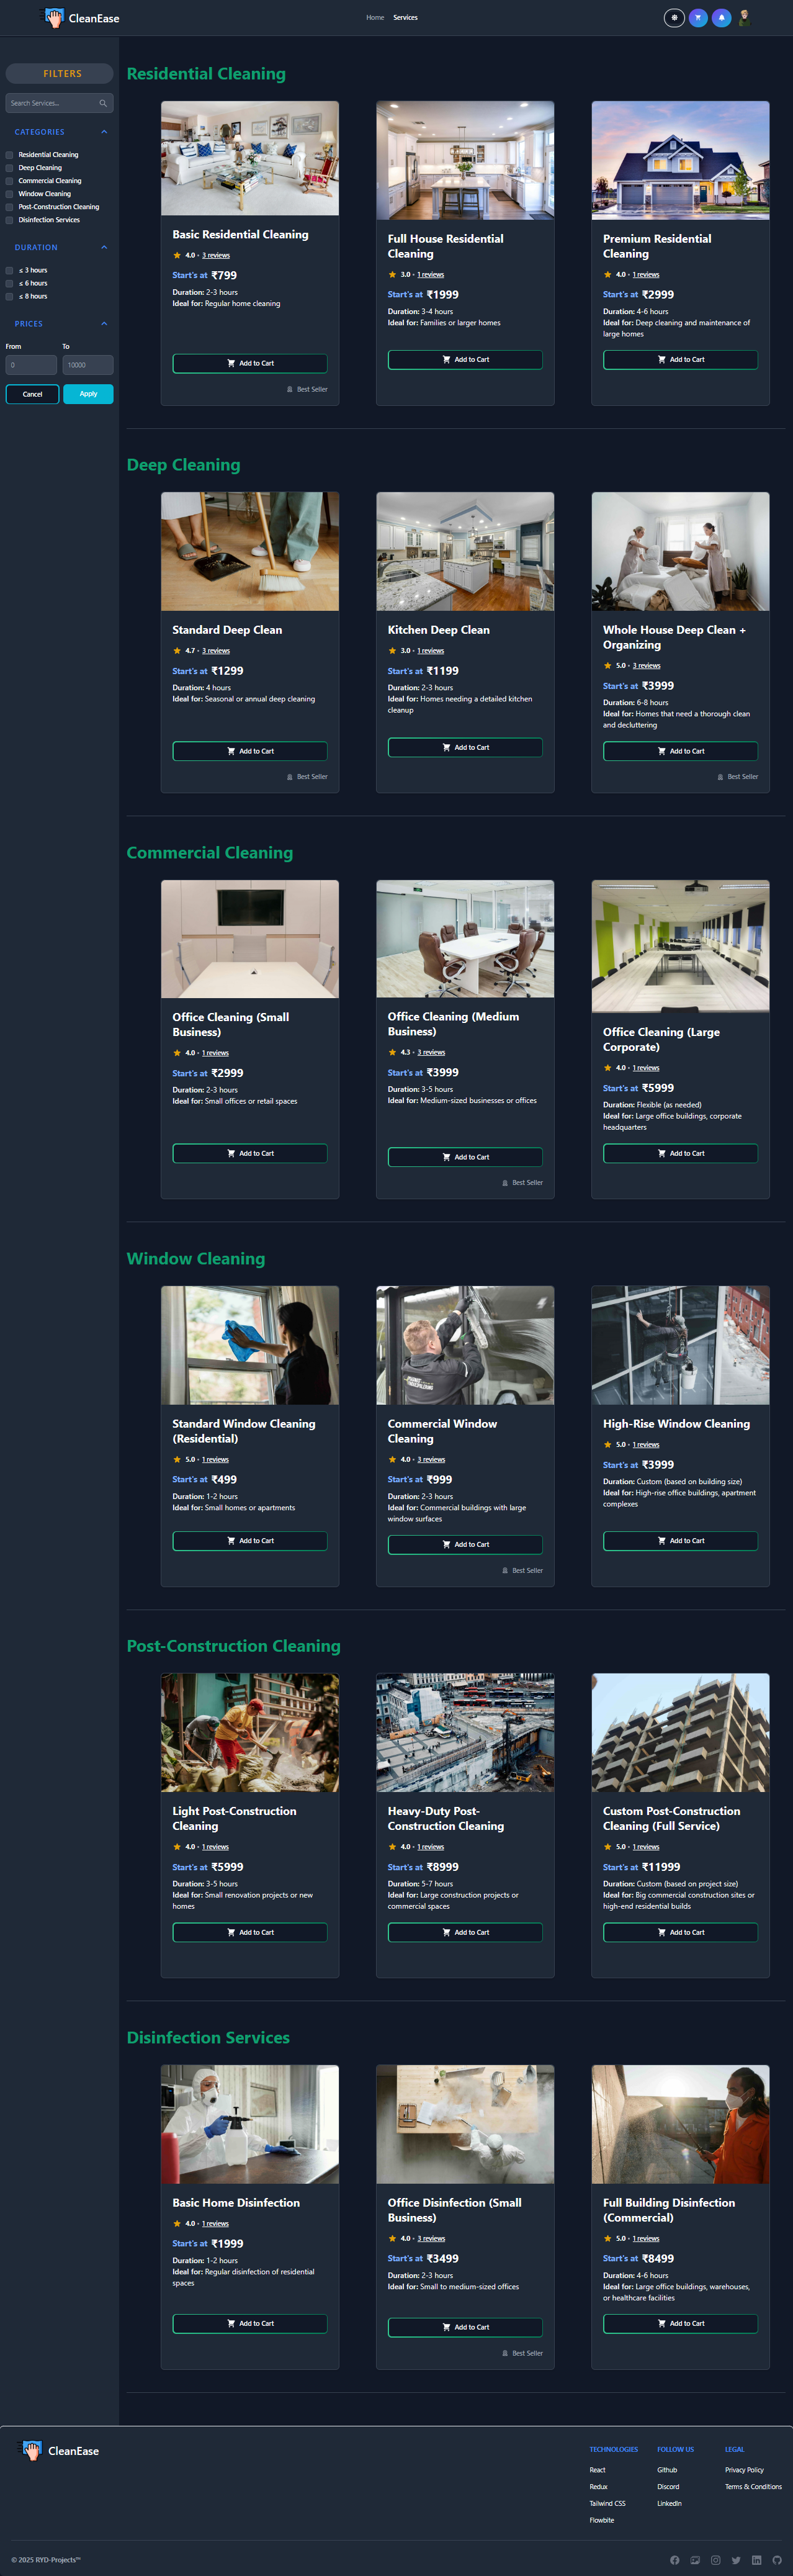 CleanEase
Home
Services
FILTERS
Search Services...
CATEGORIES
Residential Cleaning
Deep Cleaning
Commercial Cleaning
Window Cleaning
Post-Construction Cleaning
Disinfection Services
DURATION
≤ 3 hours
≤ 6 hours
≤ 8 hours
PRICES
From
To
0
10000
Cancel
Apply
Residential Cleaning
Basic Residential Cleaning
4.0 • 3 reviews
Start's at ₹799
Duration: 2-3 hours
Ideal for: Regular home cleaning
Add to Cart
Best Seller
Full House Residential
Cleaning
3.0 • 1 reviews
Start's at ₹1999
Duration: 3-4 hours
Ideal for: Families or larger homes
Add to Cart
Premium Residential
Cleaning
4.0 • 1 reviews
Start's at ₹2999
Duration: 4-6 hours
Ideal for: Deep cleaning and maintenance of
large homes
Add to Cart
Deep Cleaning
Standard Deep Clean
4.7 • 3 reviews
Start's at ₹1299
Duration: 4 hours
Ideal for: Seasonal or annual deep cleaning
Add to Cart
Best Seller
Kitchen Deep Clean
3.0 • 1 reviews
Start's at ₹1199
Duration: 2-3 hours
Ideal for: Homes needing a detailed kitchen
cleanup
Add to Cart
Whole House Deep Clean +
Organizing
5.0 • 3 reviews
Start's at ₹3999
Duration: 6-8 hours
Ideal for: Homes that need a thorough clean
and decluttering
Add to Cart
Best Seller
Commercial Cleaning
Office Cleaning (Small
Business)
4.0 • 1 reviews
Start's at ₹2999
Duration: 2-3 hours
Ideal for: Small offices or retail spaces
Add to Cart
Office Cleaning (Medium
Business)
4.3 • 3 reviews
Start's at ₹3999
Duration: 3-5 hours
Ideal for: Medium-sized businesses or offices
Add to Cart
Best Seller
Office Cleaning (Large
Corporate)
4.0 • 1 reviews
Start's at ₹5999
Duration: Flexible (as needed)
Ideal for: Large office buildings, corporate
headquarters
Add to Cart
Window Cleaning
Standard Window Cleaning
(Residential)
5.0 • 1 reviews
Start's at ₹499
Duration: 1-2 hours
Ideal for: Small homes or apartments
Add to Cart
Commercial Window
Cleaning
4.0 • 3 reviews
Start's at ₹999
Duration: 2-3 hours
Ideal for: Commercial buildings with large
window surfaces
Add to Cart
Best Seller
High-Rise Window Cleaning
5.0 • 1 reviews
Start's at ₹3999
Duration: Custom (based on building size)
Ideal for: High-rise office buildings, apartment
complexes
Add to Cart
Post-Construction Cleaning
Light Post-Construction
Cleaning
4.0 • 1 reviews
Start's at ₹5999
Duration: 3-5 hours
Ideal for: Small renovation projects or new
homes
Add to Cart
Heavy-Duty Post-
Construction Cleaning
4.0 • 1 reviews
Start's at ₹8999
Duration: 5-7 hours
Ideal for: Large construction projects or
commercial spaces
Add to Cart
Custom Post-Construction
Cleaning (Full Service)
5.0 • 1 reviews
Start's at ₹11999
Duration: Custom (based on project size)
Ideal for: Big commercial construction sites or
high-end residential builds
Add to Cart
Disinfection Services
Basic Home Disinfection
4.0 • 1 reviews
Start's at ₹1999
Duration: 1-2 hours
Ideal for: Regular disinfection of residential
spaces
Add to Cart
Office Disinfection (Small
Business)
4.0 • 3 reviews
Start's at ₹3499
Duration: 2-3 hours
Ideal for: Small to medium-sized offices
Add to Cart
Best Seller
Full Building Disinfection
(Commercial)
5.0 • 1 reviews
Start's at ₹8499
Duration: 4-6 hours
Ideal for: Large office buildings, warehouses,
or healthcare facilities
Add to Cart
CleanEase
TECHNOLOGIES
React
Redux
Tailwind CSS
Flowbite
FOLLOW US
Github
Discord
LinkedIn
LEGAL
Privacy Policy
Terms & Conditions
© 2025 RYD-Projects™